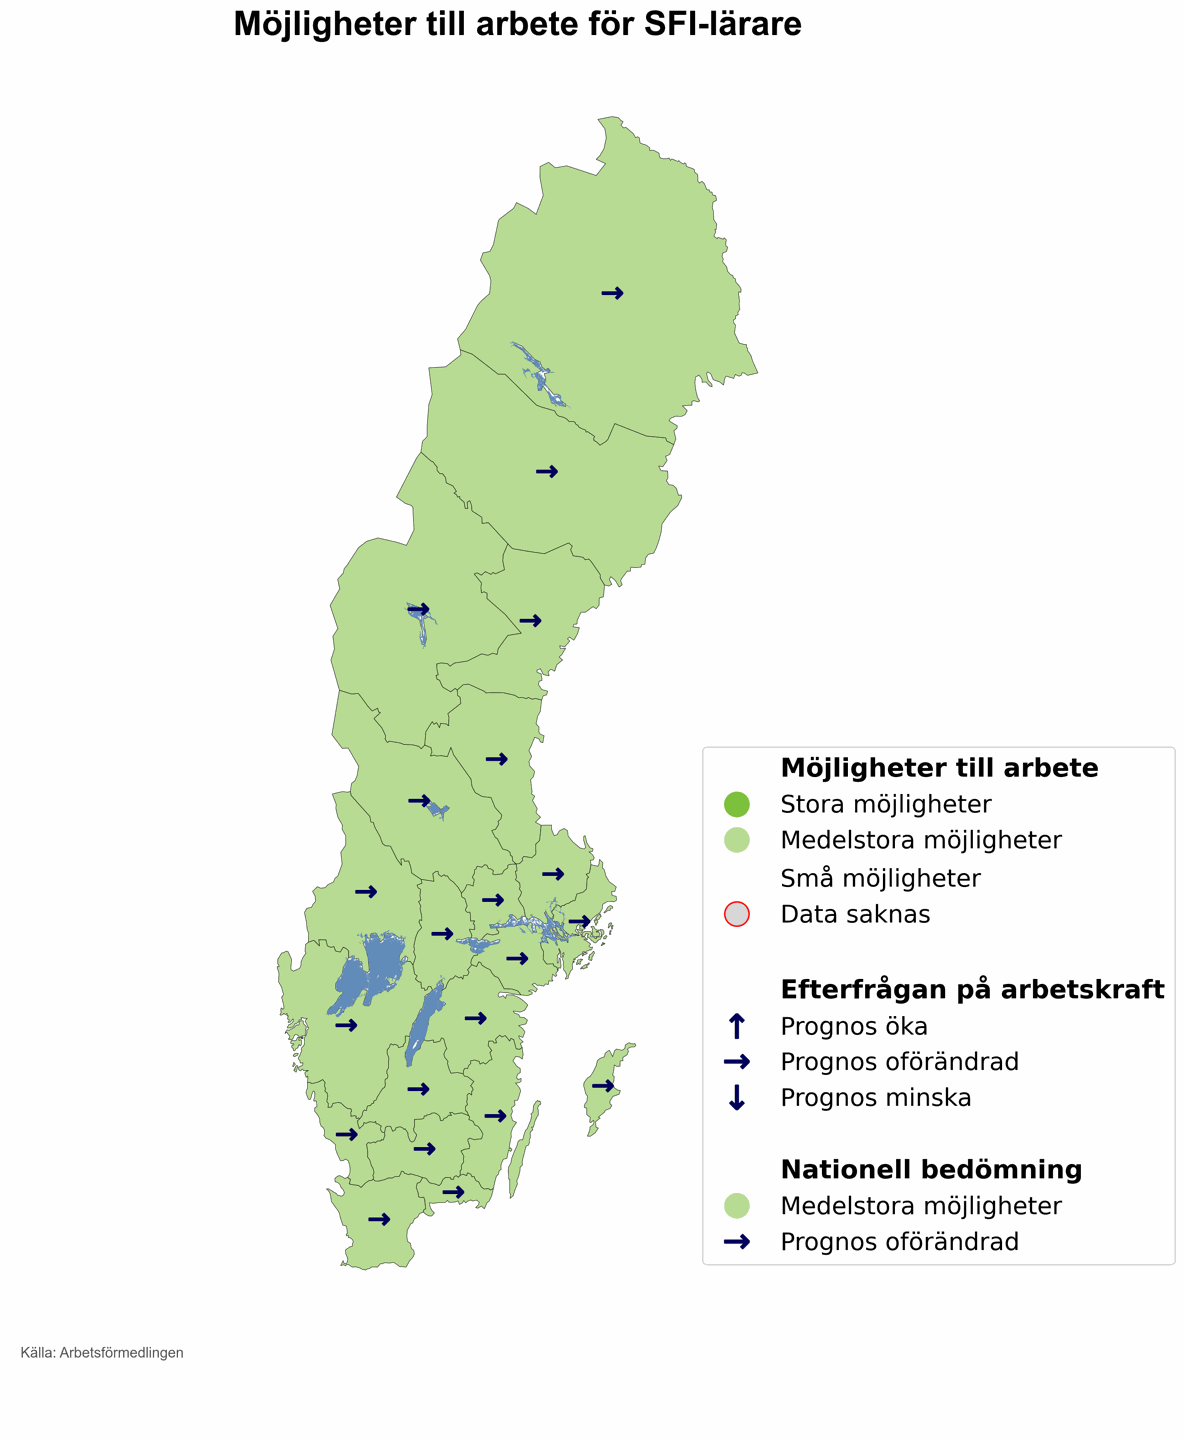 Möjligheter till arbete för SFI-lärare
Möjligheter till arbete
Stora möjligheter
Medelstora möjligheter
Små möjligheter
Data saknas
Efterfrågan på arbetskraft
Prognos öka
Prognos oförändrad
Prognos minska
Nationell bedömning
Medelstora möjligheter
Prognos oförändrad
Källa: Arbetsförmedlingen